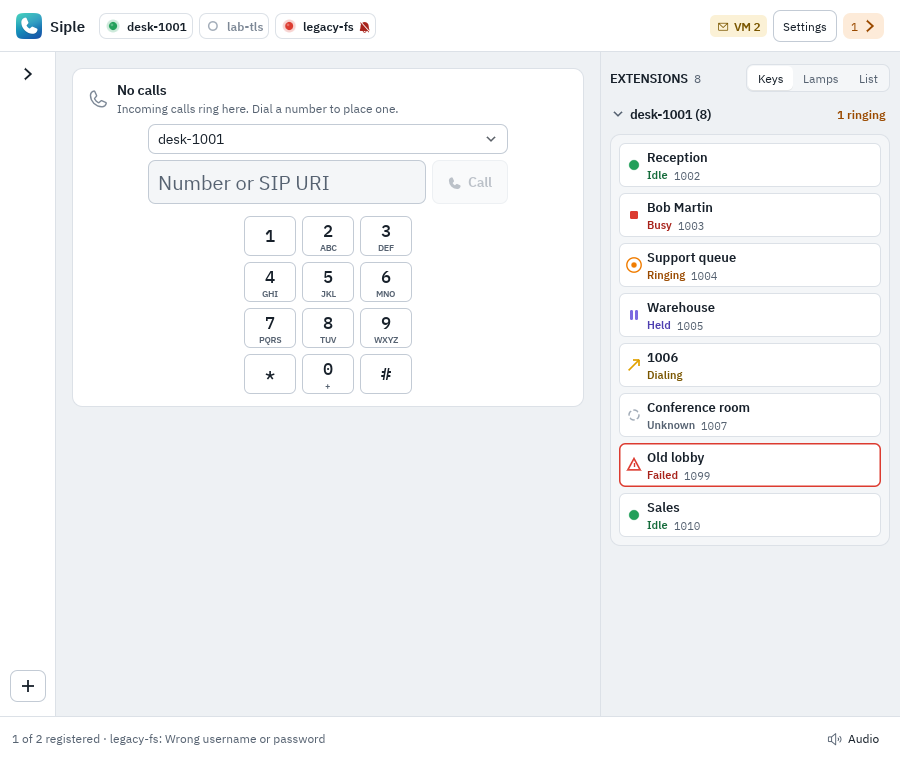 Siple
desk-1001
lab-tls
legacy-fs
VM 2
Settings
1
No calls
Incoming calls ring here. Dial a number to place one.
desk-1001
Number or SIP URI
Call
1
2 ABC
3 DEF
4 GHI
5 JKL
6 MNO
7 PQRS
8 TUV
9 WXYZ
*
0 +
#
EXTENSIONS 8
Keys
Lamps
List
desk-1001 (8)
1 ringing
Reception
Idle 1002
Bob Martin
Busy 1003
Support queue
Ringing 1004
Warehouse
Held 1005
1006
Dialing
Conference room
Unknown 1007
Old lobby
Failed 1099
Sales
Idle 1010
1 of 2 registered · legacy-fs: Wrong username or password
Audio